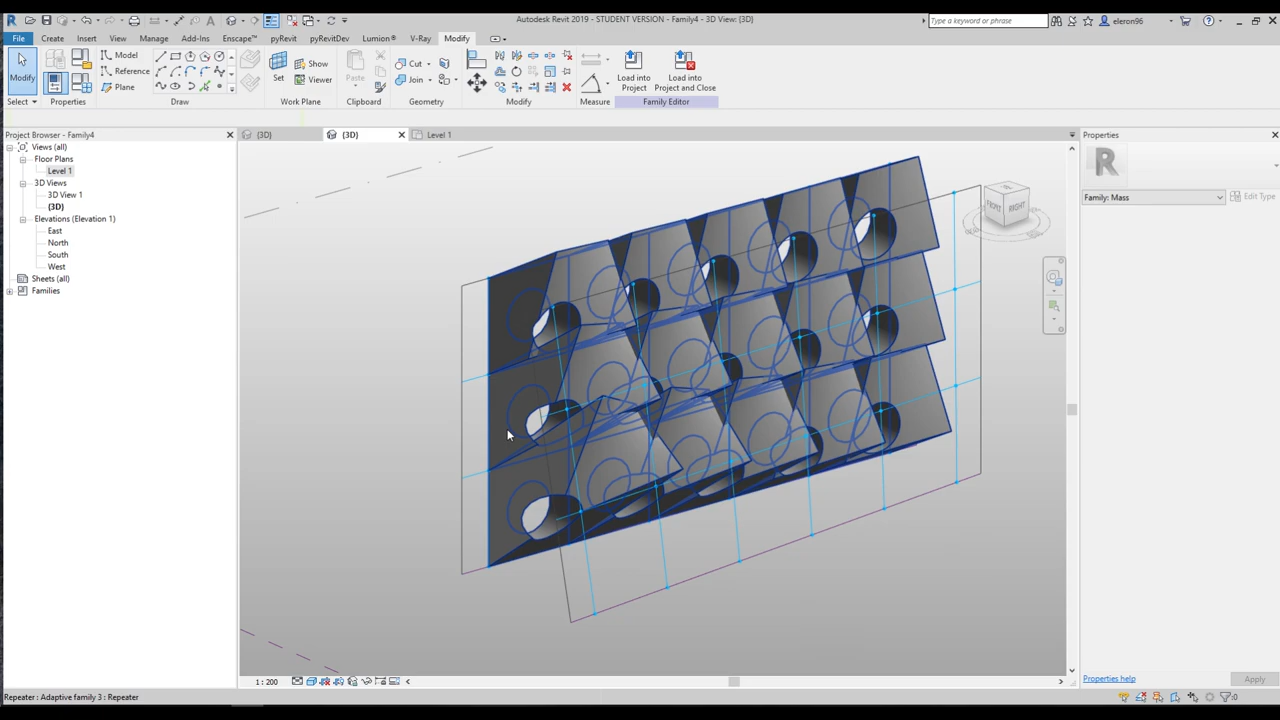 Autodesk Revit 2019 - STUDENT VERSION - Family4 - 3D View: {3D}
Type a keyword or phrase
eleron96
File Create Insert View Manage Add-Ins Enscape™ pyRevit pyRevitDev Lumion® V-Ray Modify
Modify
Model
Reference
Plane
Set
Show
Viewer
Paste
Cut
Join
Load into Project
Load into Project and Close
Select Properties Draw Work Plane Clipboard Geometry Modify Measure Family Editor
Project Browser - Family4
{3D} {3D} Level 1
Properties
Views (all)
Floor Plans
Level 1
3D Views
3D View 1
{3D}
Elevations (Elevation 1)
East
North
South
West
Sheets (all)
Families
R
Family: Mass
Edit Type
FRONT RIGHT
1 : 200
Properties help
Apply
Repeater : Adaptive family 3 : Repeater
:0